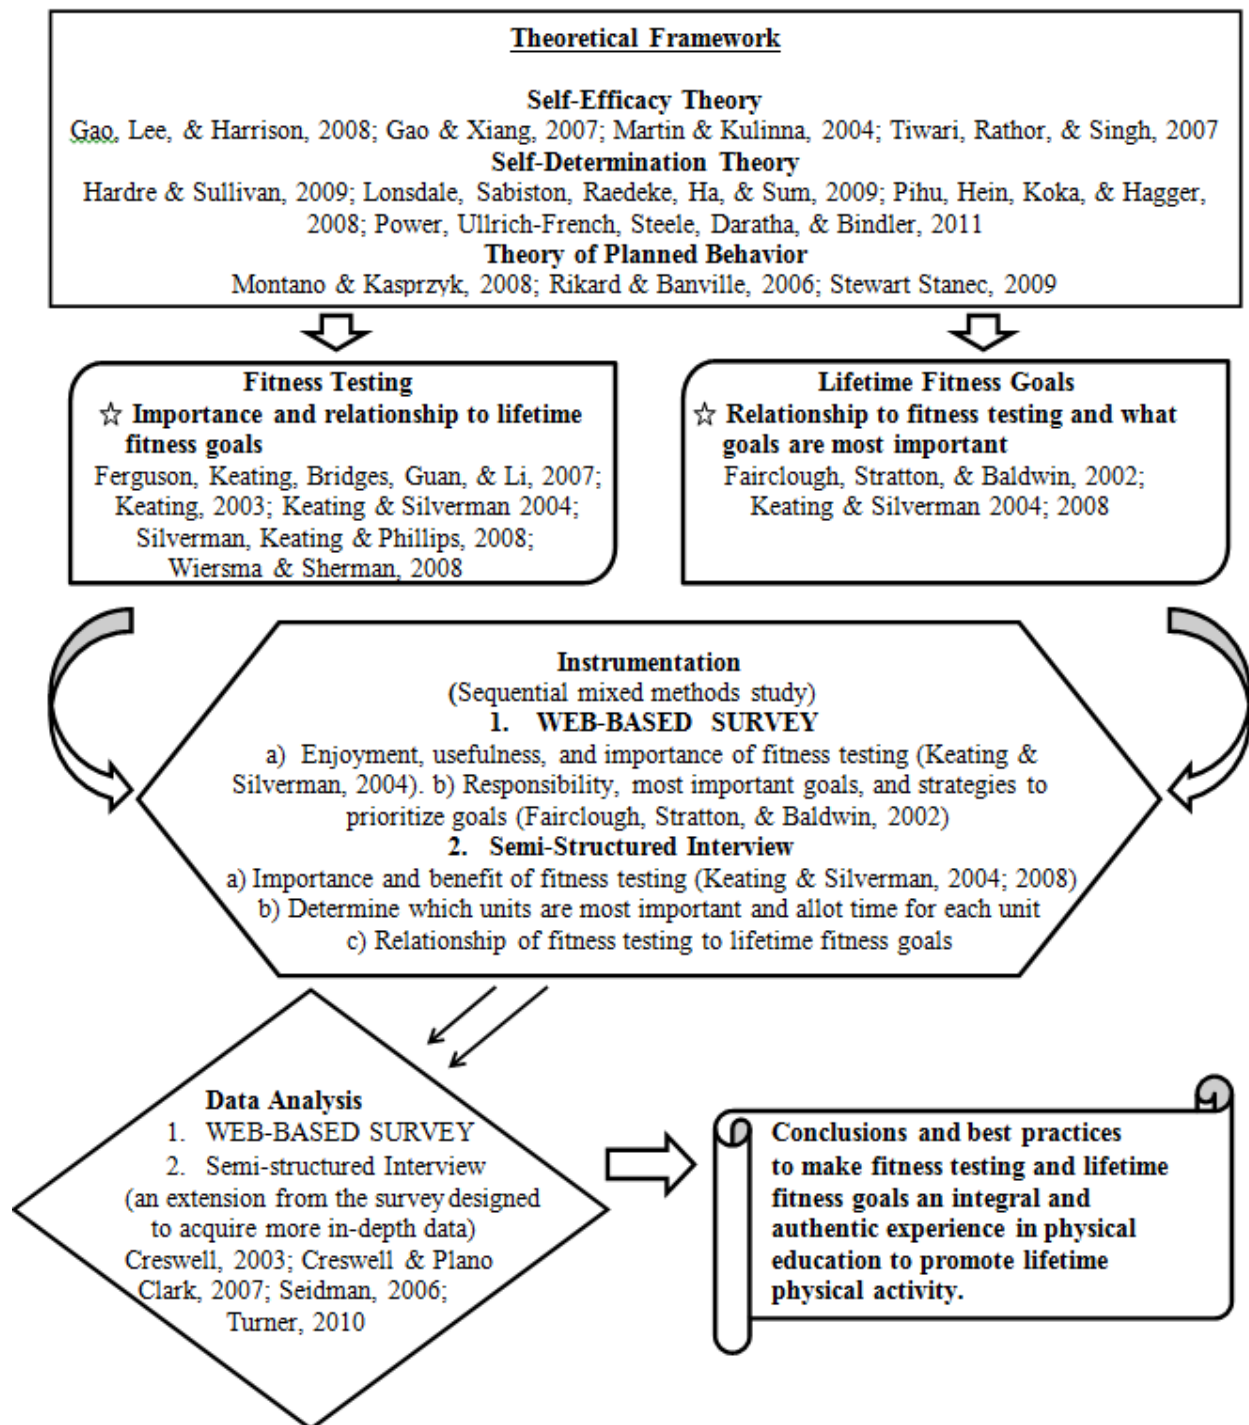 Theoretical Framework
Self-Efficacy Theory
Gao, Lee, & Harrison, 2008; Gao & Xiang, 2007; Martin & Kulinna, 2004; Tiwari, Rathor, & Singh, 2007
Self-Determination Theory
Hardre & Sullivan, 2009; Lonsdale, Sabiston, Raedeke, Ha, & Sum, 2009; Pihu, Hein, Koka, & Hagger,
2008; Power, Ullrich-French, Steele, Daratha, & Bindler, 2011
Theory of Planned Behavior
Montano & Kasprzyk, 2008; Rikard & Banville, 2006; Stewart Stanec, 2009
Fitness Testing
☆ Importance and relationship to lifetime
fitness goals
Ferguson, Keating, Bridges, Guan, & Li, 2007;
Keating, 2003; Keating & Silverman 2004;
Silverman, Keating & Phillips, 2008;
Wiersma & Sherman, 2008
Lifetime Fitness Goals
☆ Relationship to fitness testing and what
goals are most important
Fairclough, Stratton, & Baldwin, 2002;
Keating & Silverman 2004; 2008
Instrumentation
(Sequential mixed methods study)
1. WEB-BASED SURVEY
a) Enjoyment, usefulness, and importance of fitness testing (Keating &
Silverman, 2004). b) Responsibility, most important goals, and strategies to
prioritize goals (Fairclough, Stratton, & Baldwin, 2002)
2. Semi-Structured Interview
a) Importance and benefit of fitness testing (Keating & Silverman, 2004; 2008)
b) Determine which units are most important and allot time for each unit
c) Relationship of fitness testing to lifetime fitness goals
Data Analysis
1. WEB-BASED SURVEY
2. Semi-structured Interview
(an extension from the survey designed
to acquire more in-depth data)
Creswell, 2003; Creswell & Plano
Clark, 2007; Seidman, 2006;
Turner, 2010
Conclusions and best practices
to make fitness testing and lifetime
fitness goals an integral and
authentic experience in physical
education to promote lifetime
physical activity.